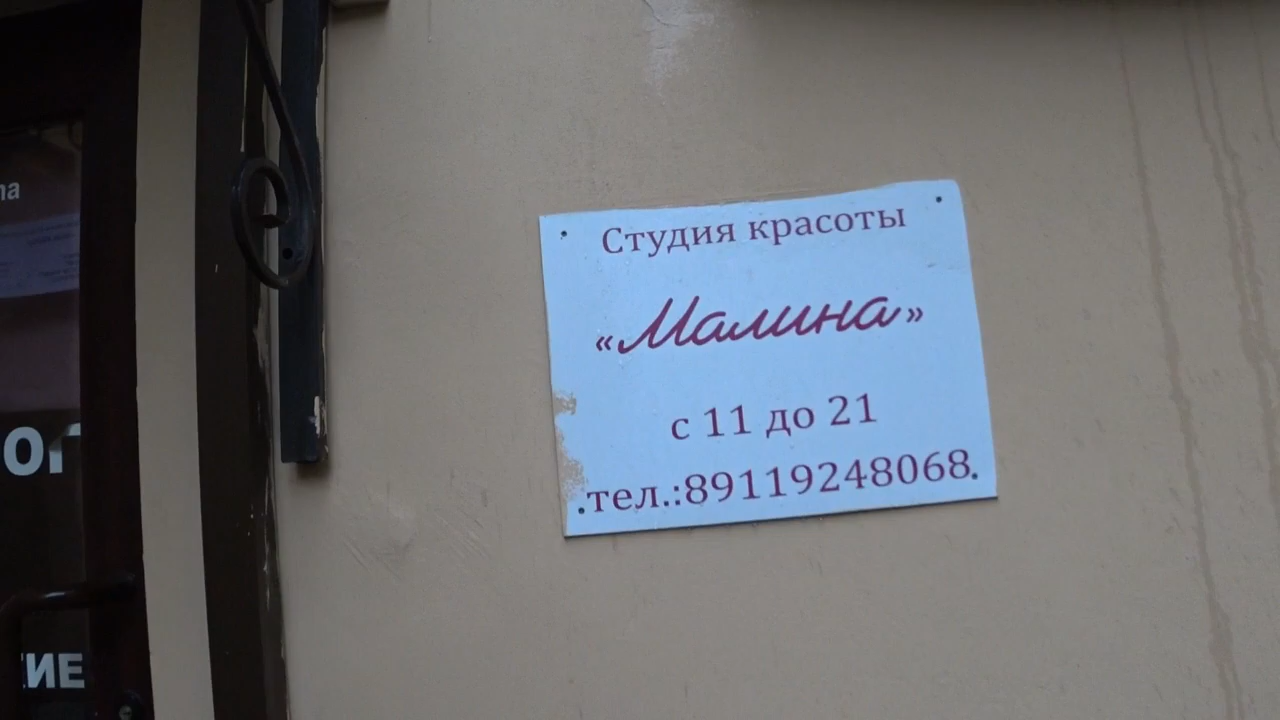 Студия красоты
«Малина»
с 11 до 21
тел.:89119248068